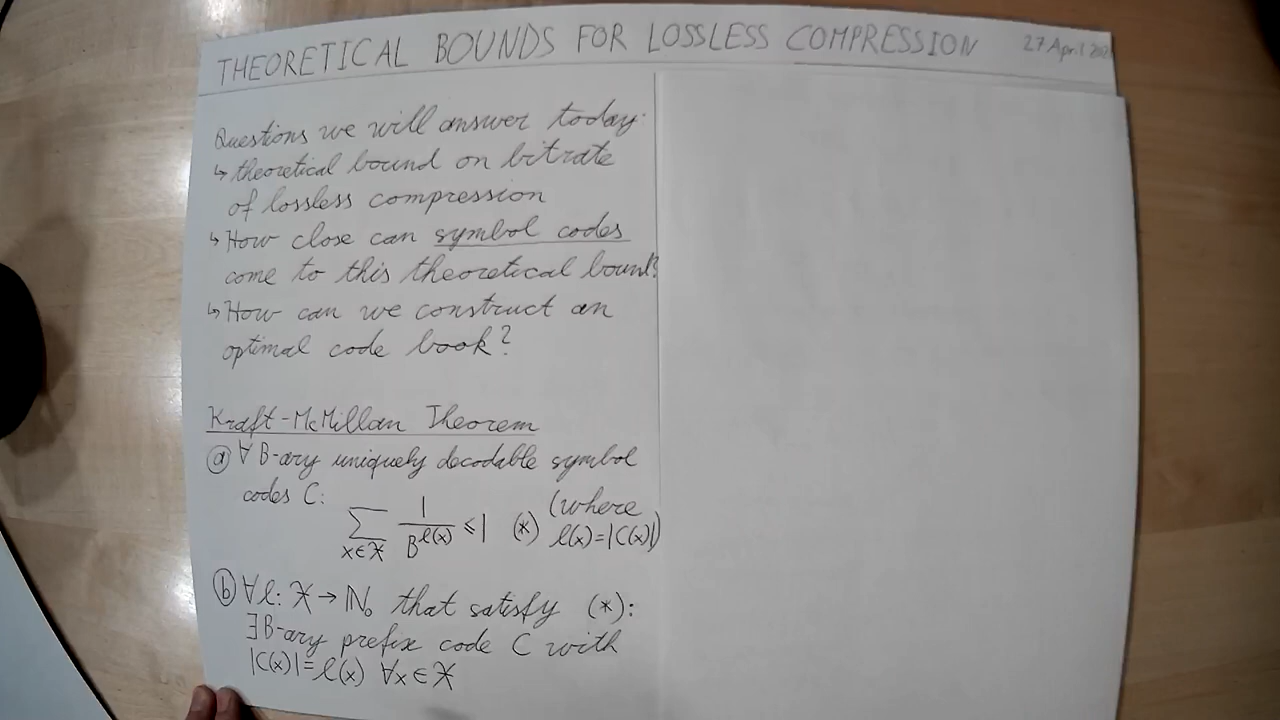 THEORETICAL BOUNDS FOR LOSSLESS COMPRESSION 27 April
Questions we will answer today:
↳ theoretical bound on bitrate
of lossless compression
↳ How close can symbol codes
come to this theoretical bound?
↳ How can we construct an
optimal code book?
Kraft-McMillan Theorem
ⓐ ∀ B-ary uniquely decodable symbol
codes C:
∑_{x∈𝒳} 1/B^{ℓ(x)} ≤ 1 (*) (where ℓ(x)=|C(x)|)
ⓑ ∀ℓ: 𝒳 → ℕ₀ that satisfy (*):
∃ B-ary prefix code C with
|C(x)|=ℓ(x) ∀x∈𝒳